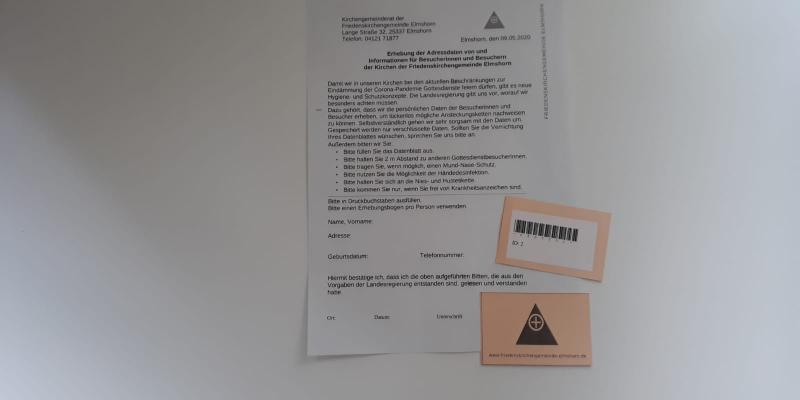 Kirchengemeinderat der
Friedenskirchengemeinde Elmshorn
Lange Straße 32, 25337 Elmshorn
Telefon: 04121 71877
Elmshorn, den 09.05.2020
FRIEDENSKIRCHENGEMEINDE ELMSHORN
Erhebung der Adressdaten von und
Informationen für Besucherinnen und Besuchern
der Kirchen der Friedenskirchengemeinde Elmshorn
Damit wir in unseren Kirchen bei den aktuellen Beschränkungen zur
Eindämmung der Corona-Pandemie Gottesdienste feiern dürfen, gibt es neue
Hygiene- und Schutzkonzepte. Die Landesregierung gibt uns vor, worauf wir
besonders achten müssen.
Dazu gehört, dass wir die persönlichen Daten der Besucherinnen und
Besucher erheben, um lückenlos mögliche Ansteckungsketten nachweisen
zu können. Selbstverständlich gehen wir sehr sorgsam mit den Daten um.
Gespeichert werden nur verschlüsselte Daten. Sollten Sie die Vernichtung
Ihres Datenblattes wünschen, sprechen Sie uns bitte an.
Außerdem bitten wir Sie:
• Bitte füllen Sie das Datenblatt aus.
• Bitte halten Sie 2 m Abstand zu anderen Gottesdienstbesucherinnen.
• Bitte tragen Sie, wenn möglich, einen Mund-Nase-Schutz.
• Bitte nutzen Sie die Möglichkeit der Händedesinfektion.
• Bitte halten Sie sich an die Nies- und Hustetikette.
• Bitte kommen Sie nur, wenn Sie frei von Krankheitsanzeichen sind.
Bitte in Druckbuchstaben ausfüllen.
Bitte einen Erhebungsbogen pro Person verwenden.
Name, Vorname:
Adresse:
Geburtsdatum: Telefonnummer:
Hiermit bestätige ich, dass ich die oben aufgeführten Bitten, die aus den
Vorgaben der Landesregierung entstanden sind, gelesen und verstanden
habe.
Ort: Datum: Unterschrift:
ID: 1
www.friedenskirchengemeinde-elmshorn.de